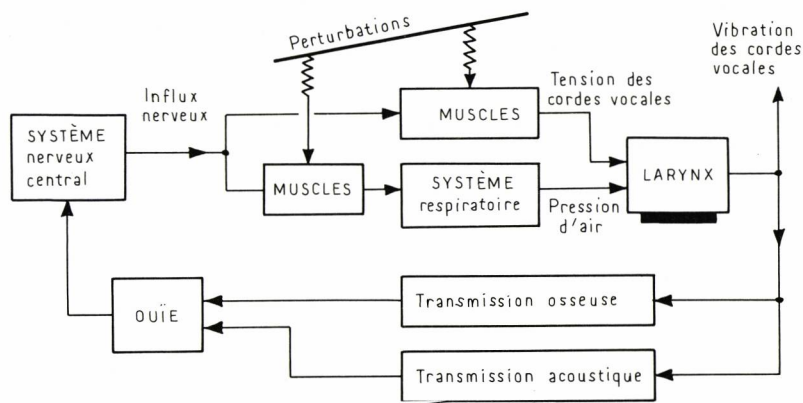 Perturbations
Vibration
des cordes
vocales
Influx
nerveux
Tension des
cordes vocales
SYSTÈME
nerveux
central
MUSCLES
MUSCLES
SYSTÈME
respiratoire
LARYNX
Pression
d'air
OUÏE
Transmission osseuse
Transmission acoustique